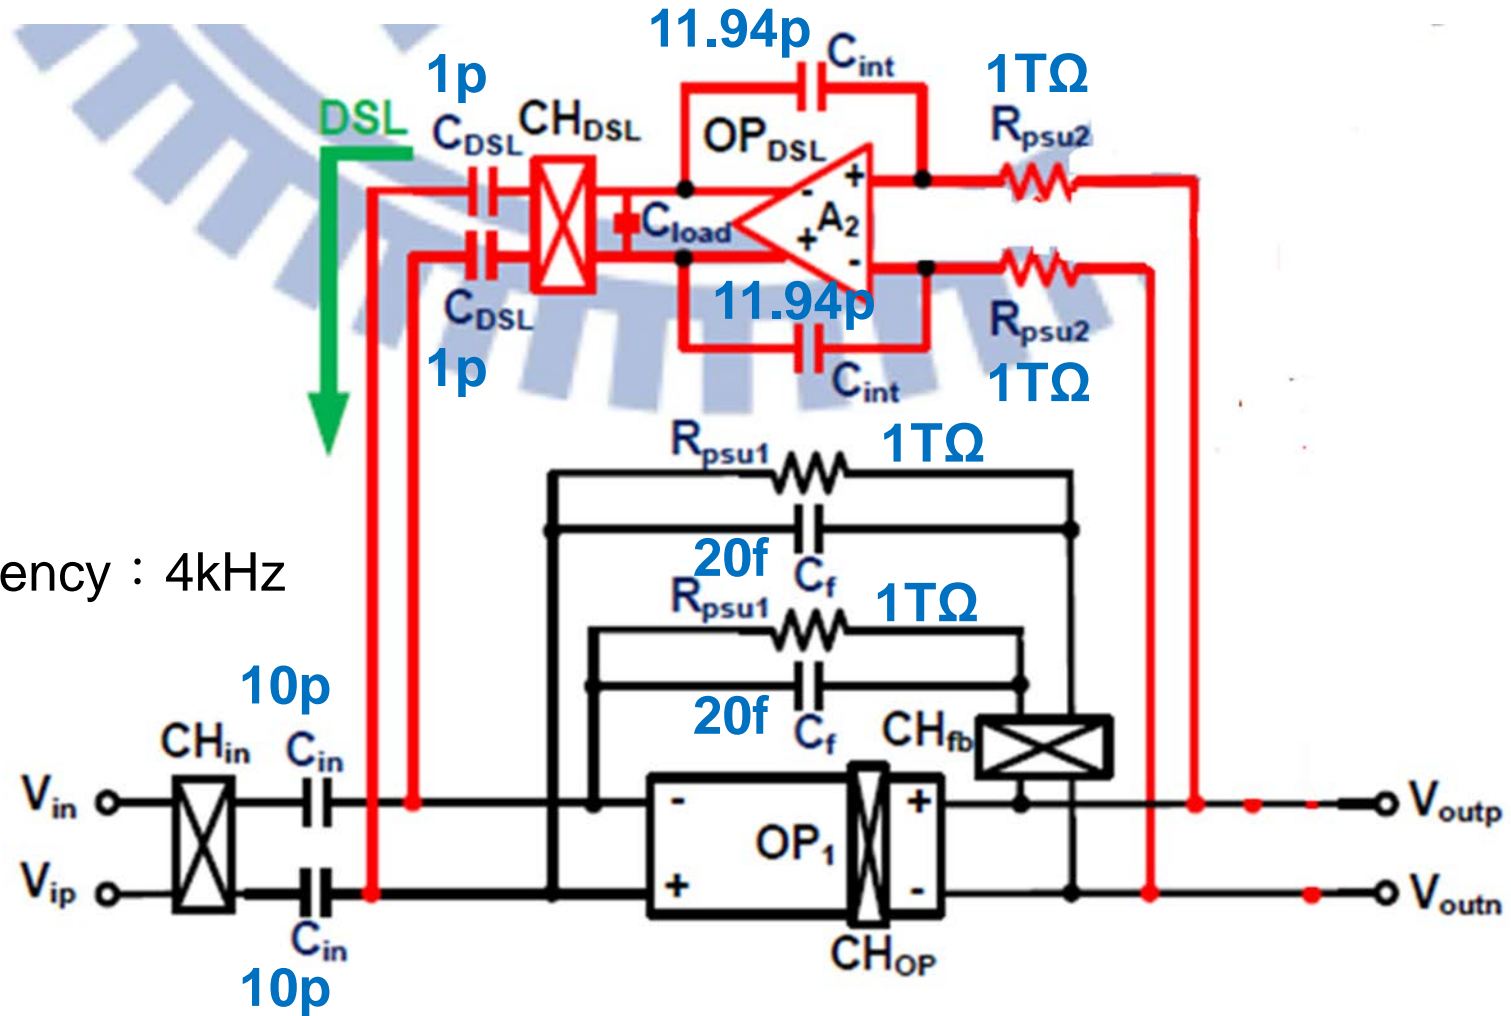 11.94p
Cint
1p
1TΩ
DSL
CDSL
CHDSL
OPDSL
Rpsu2
+
-
A2
Cload
+
-
CDSL
11.94p
Rpsu2
1p
Cint
1TΩ
Rpsu1
1TΩ
ency：4kHz
20f
Cf
Rpsu1
1TΩ
10p
20f
Cf
CHfb
CHin
Cin
Vin
-
+
Voutp
OP1
Vip
+
-
Voutn
Cin
CHOP
10p